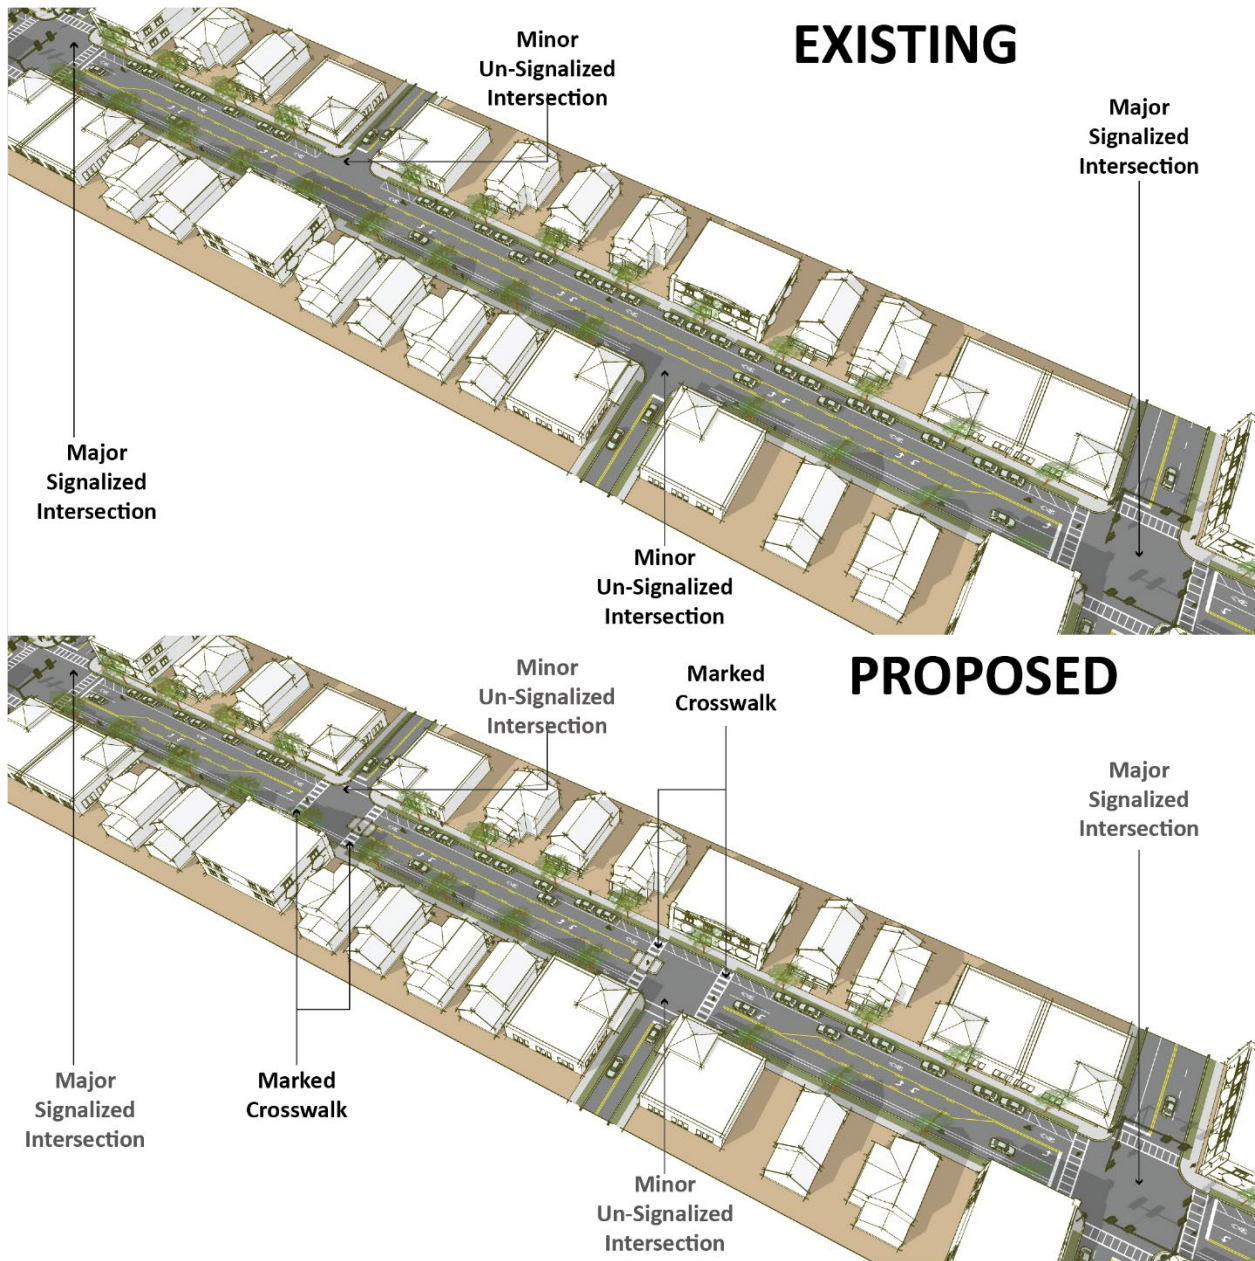 EXISTING
Minor
Un-Signalized
Intersection
Major
Signalized
Intersection
Major
Signalized
Intersection
Minor
Un-Signalized
Intersection
PROPOSED
Minor
Un-Signalized
Intersection
Marked
Crosswalk
Major
Signalized
Intersection
Major
Signalized
Intersection
Marked
Crosswalk
Minor
Un-Signalized
Intersection